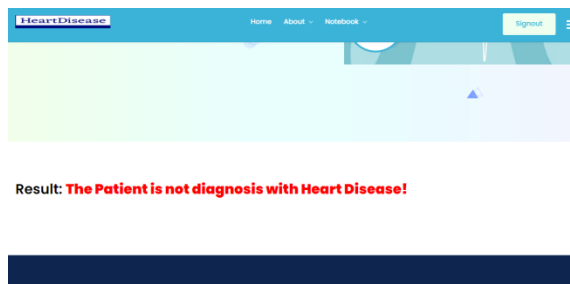 HeartDisease
Home About Notebook
Signout
Result: The Patient is not diagnosis with Heart Disease!